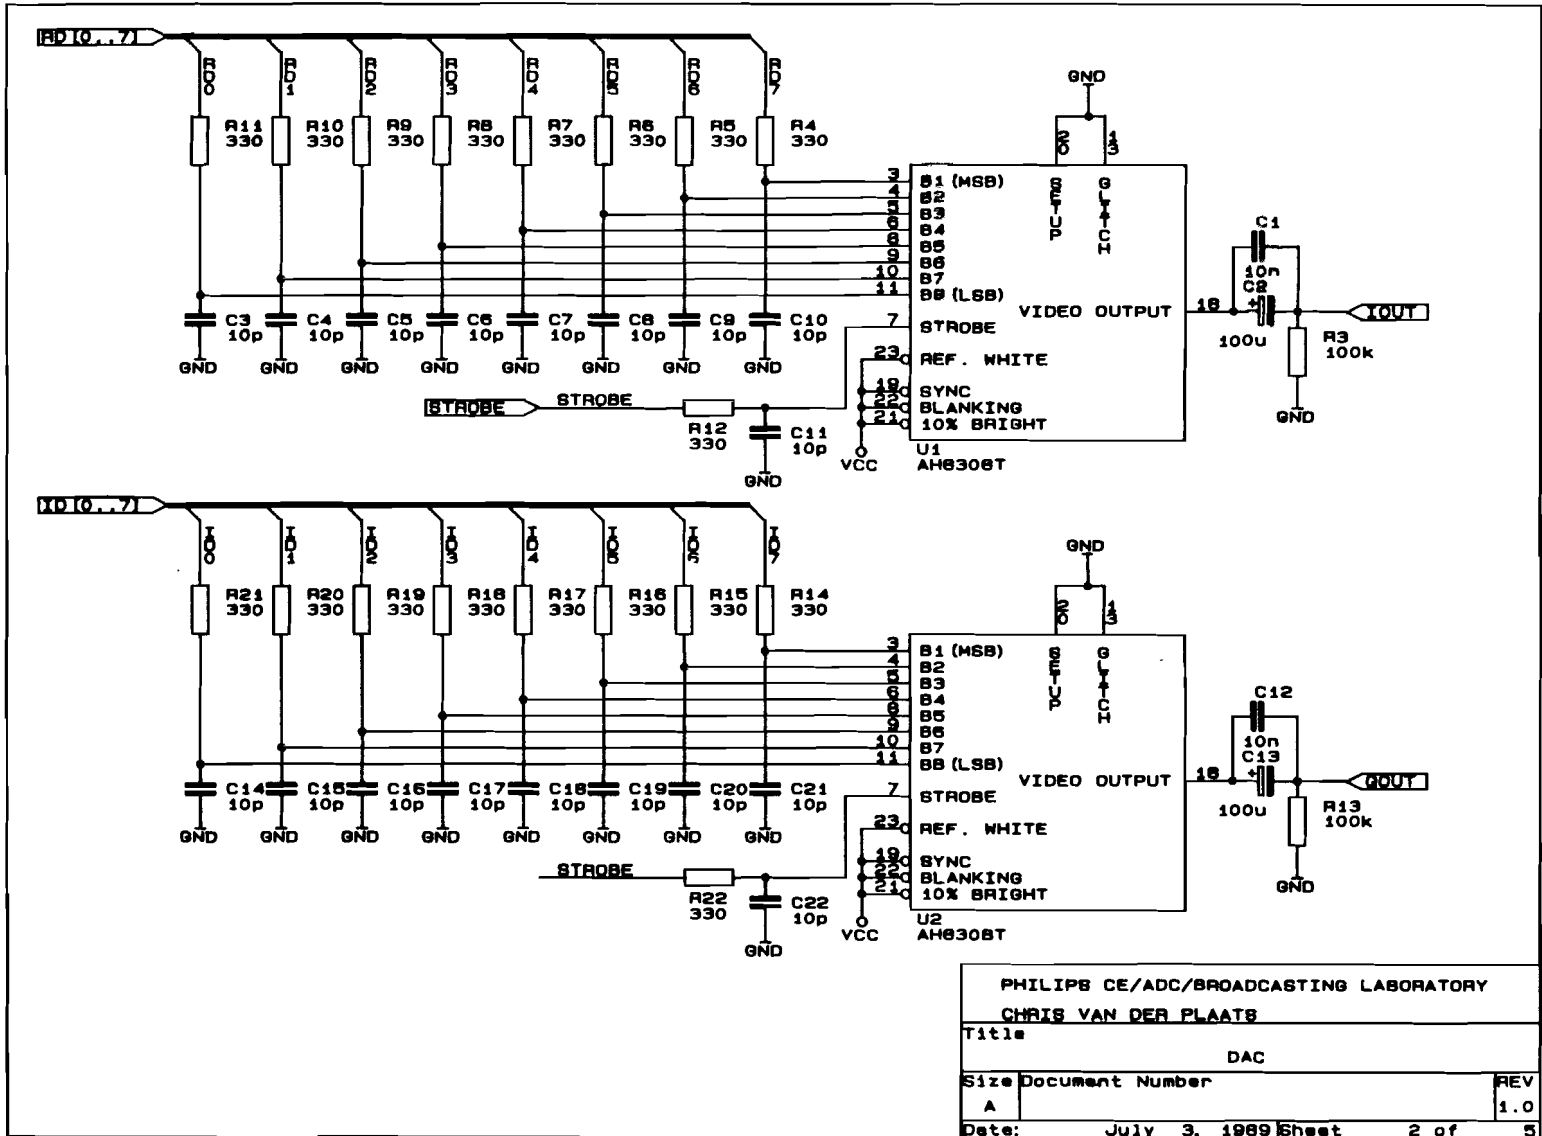 RD[0..7]
RD0 RD1 RD2 RD3 RD4 RD5 RD6 RD7
R11 330 R10 330 R9 330 R8 330 R7 330 R6 330 R5 330 R4 330
GND
20 13
SETUP GLITCH
3 B1 (MSB)
4 B2
5 B3
6 B4
8 B5
9 B6
10 B7
11 B8 (LSB)
7 STROBE
23 REF. WHITE
19 SYNC
22 BLANKING
21 10% BRIGHT
VIDEO OUTPUT 18
C1
10n
C2
+
100u
IOUT
R3
100k
GND
C3 10p C4 10p C5 10p C6 10p C7 10p C8 10p C9 10p C10 10p
GND GND GND GND GND GND GND GND
STROBE STROBE
R12
330
C11
10p
GND
VCC
U1
AH8308T
ID[0..7]
ID0 ID1 ID2 ID3 ID4 ID5 ID6 ID7
R21 330 R20 330 R19 330 R18 330 R17 330 R16 330 R15 330 R14 330
GND
20 13
SETUP GLITCH
3 B1 (MSB)
4 B2
5 B3
6 B4
8 B5
9 B6
10 B7
11 B8 (LSB)
7 STROBE
23 REF. WHITE
19 SYNC
22 BLANKING
21 10% BRIGHT
VIDEO OUTPUT 18
C12
10n
C13
+
100u
QOUT
R13
100k
GND
C14 10p C15 10p C16 10p C17 10p C18 10p C19 10p C20 10p C21 10p
GND GND GND GND GND GND GND GND
STROBE
R22
330
C22
10p
GND
VCC
U2
AH8308T
PHILIPS CE/ADC/BROADCASTING LABORATORY
CHRIS VAN DER PLAATS
Title
DAC
Size Document Number REV
A 1.0
Date: July 3, 1989 Sheet 2 of 5